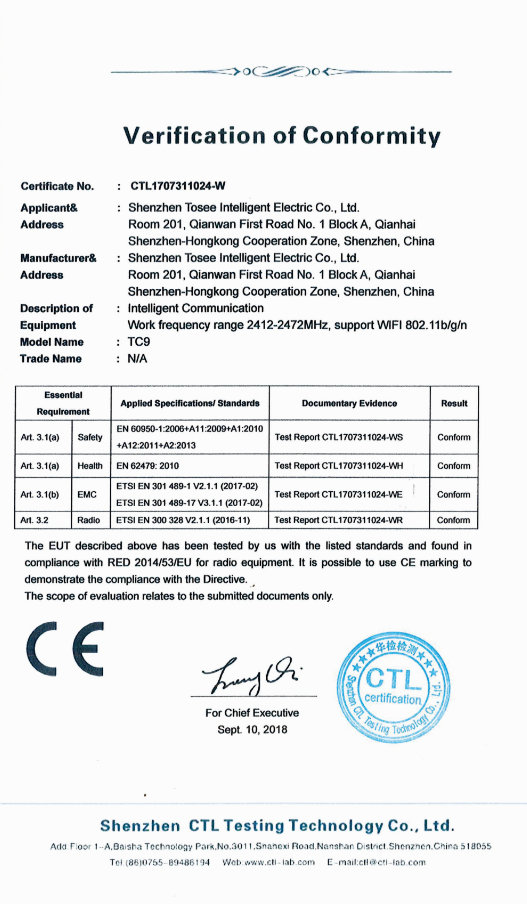 Verification of Conformity
Certificate No. : CTL1707311024-W
Applicant& : Shenzhen Tosee Intelligent Electric Co., Ltd.
Address Room 201, Qianwan First Road No. 1 Block A, Qianhai
Shenzhen-Hongkong Cooperation Zone, Shenzhen, China
Manufacturer& : Shenzhen Tosee Intelligent Electric Co., Ltd.
Address Room 201, Qianwan First Road No. 1 Block A, Qianhai
Shenzhen-Hongkong Cooperation Zone, Shenzhen, China
Description of : Intelligent Communication
Equipment Work frequency range 2412-2472MHz, support WIFI 802.11b/g/n
Model Name : TC9
Trade Name : N/A
Essential Requirement Applied Specifications/ Standards Documentary Evidence Result
Art. 3.1(a) Safety EN 60950-1:2006+A11:2009+A1:2010 +A12:2011+A2:2013 Test Report CTL1707311024-WS Conform
Art. 3.1(a) Health EN 62479: 2010 Test Report CTL1707311024-WH Conform
Art. 3.1(b) EMC ETSI EN 301 489-1 V2.1.1 (2017-02) ETSI EN 301 489-17 V3.1.1 (2017-02) Test Report CTL1707311024-WE Conform
Art. 3.2 Radio ETSI EN 300 328 V2.1.1 (2016-11) Test Report CTL1707311024-WR Conform
The EUT described above has been tested by us with the listed standards and found in
compliance with RED 2014/53/EU for radio equipment. It is possible to use CE marking to
demonstrate the compliance with the Directive.
The scope of evaluation relates to the submitted documents only.
CE
华检检测
CTL
certification
Shenzhen CTL Testing Technology Co., Ltd.
For Chief Executive
Sept. 10, 2018
Shenzhen CTL Testing Technology Co., Ltd.
Add:Floor 1-A,Baisha Technology Park,No.3011,Shahexi Road,Nanshan District,Shenzhen,China 518055
Tel:(86)0755-89486194 Web:www.ctl-lab.com E-mail:ctl@ctl-lab.com